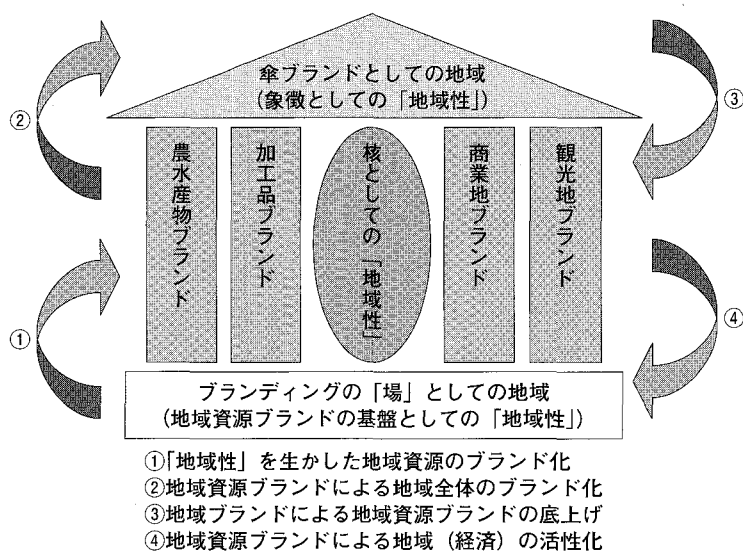 傘ブランドとしての地域
(象徴としての「地域性」)
②
③
農水産物ブランド
加工品ブランド
核としての「地域性」
商業地ブランド
観光地ブランド
①
④
ブランディングの「場」としての地域
(地域資源ブランドの基盤としての「地域性」)
①「地域性」を生かした地域資源のブランド化
②地域資源ブランドによる地域全体のブランド化
③地域ブランドによる地域資源ブランドの底上げ
④地域資源ブランドによる地域（経済）の活性化